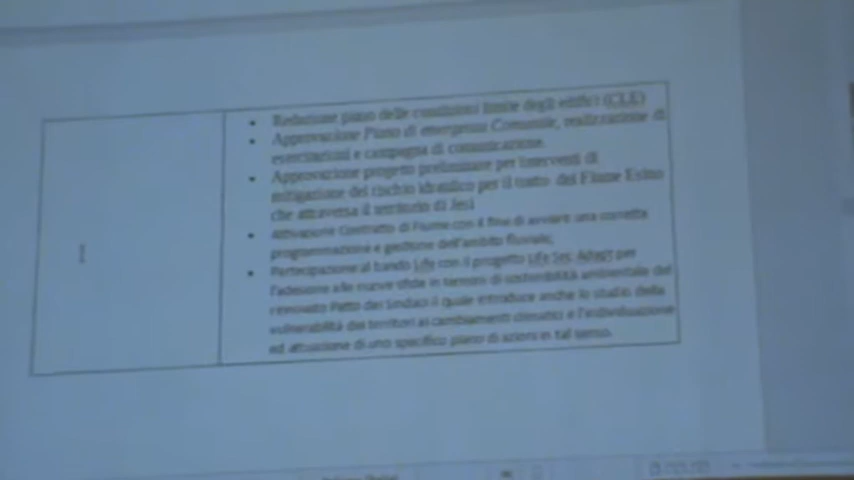 • Redazione piano delle condizioni limite degli edifici (CLE)
• Approvazione Piano di emergenza Comunale, realizzazione di
esercitazioni e campagna di comunicazione.
• Approvazione progetto preliminare per interventi di
mitigazione del rischio idraulico per il tratto del Fiume Esino
che attraversa il territorio di Jesi
• Attivazione Contratto di Fiume con il fine di avviare una corretta
programmazione e gestione dell'ambito fluviale;
• Partecipazione al bando Life con il progetto Life Sec Adapt per
l'adesione alle nuove sfide in termini di sostenibilità ambientale del
rinnovato Patto dei Sindaci il quale introduce anche lo studio della
vulnerabilità dei territori ai cambiamenti climatici e l'individuazione
ed attuazione di uno specifico piano di azioni in tal senso.